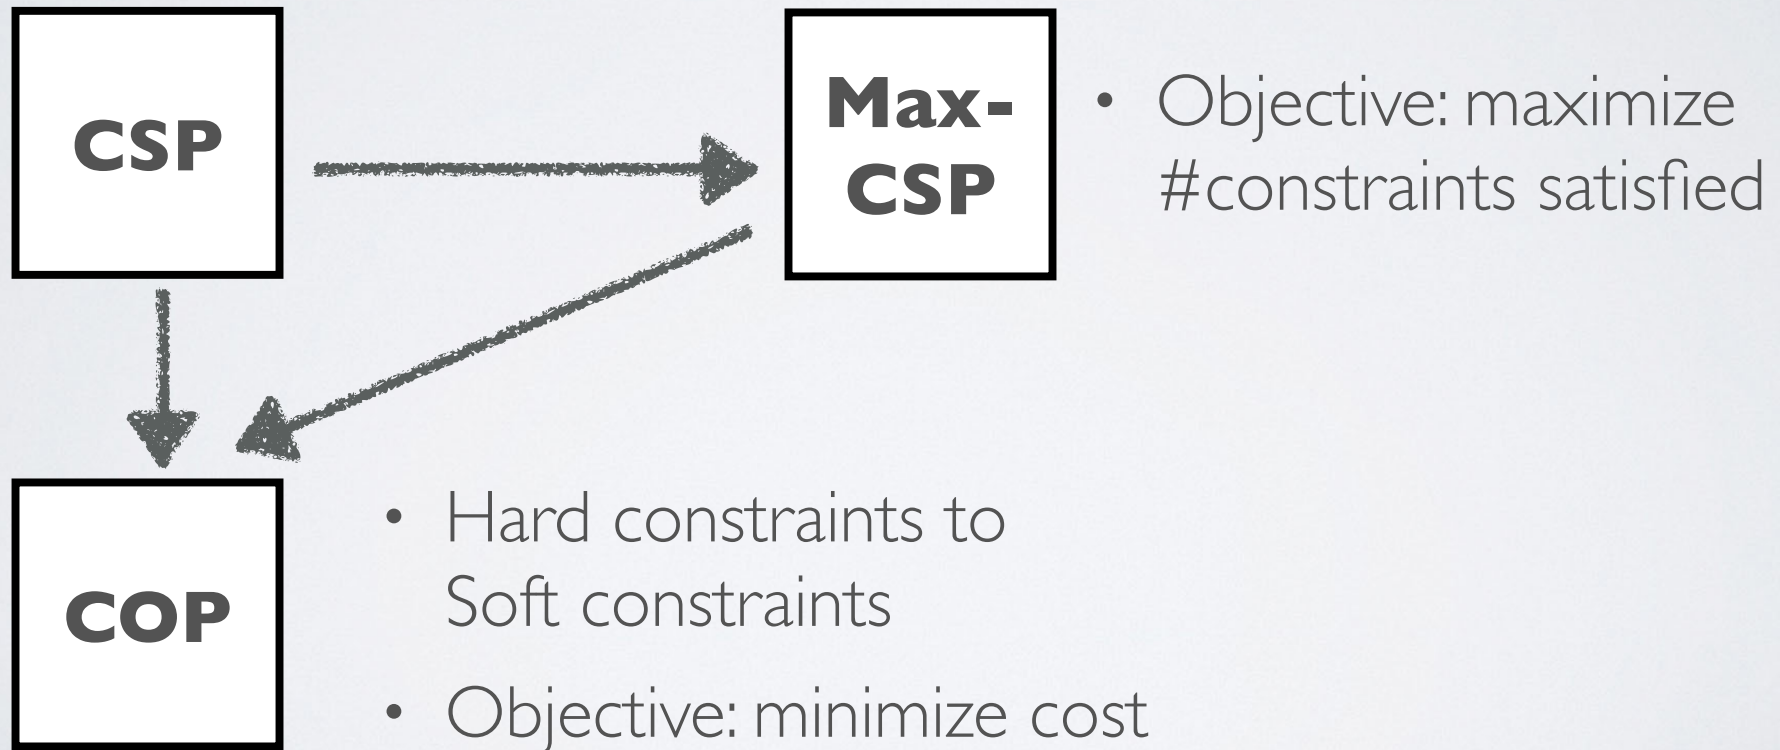 CSP
Max-
CSP
• Objective: maximize
#constraints satisfied
COP
• Hard constraints to
Soft constraints
• Objective: minimize cost